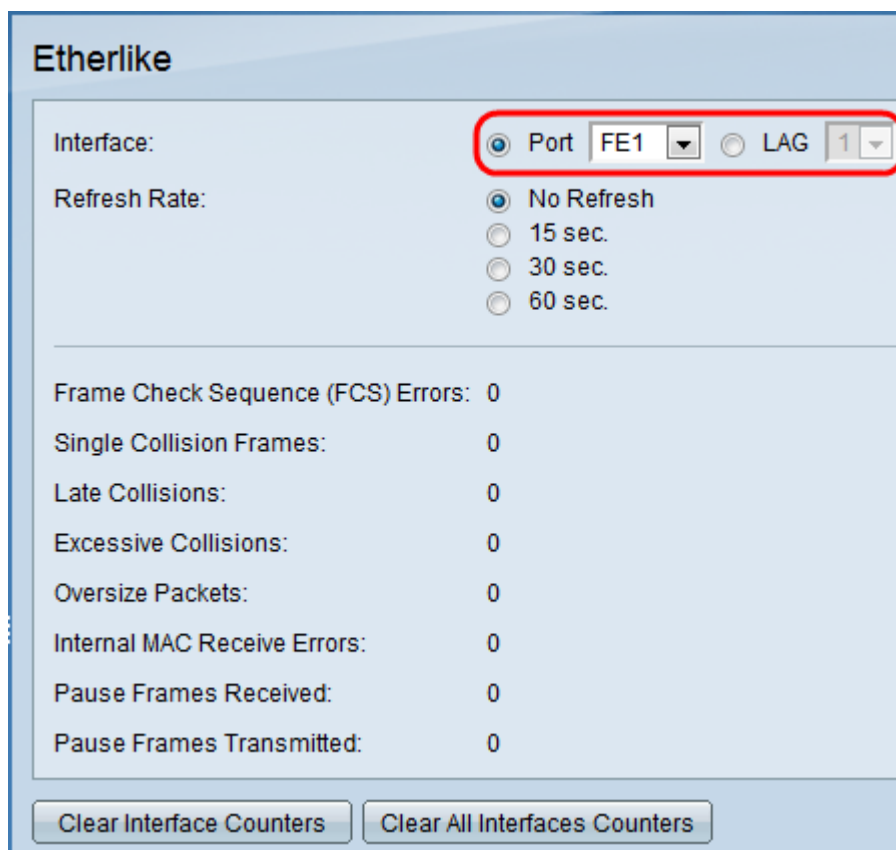 Etherlike
Interface: Port FE1 LAG 1
Refresh Rate: No Refresh
15 sec.
30 sec.
60 sec.
Frame Check Sequence (FCS) Errors: 0
Single Collision Frames: 0
Late Collisions: 0
Excessive Collisions: 0
Oversize Packets: 0
Internal MAC Receive Errors: 0
Pause Frames Received: 0
Pause Frames Transmitted: 0
Clear Interface Counters Clear All Interfaces Counters